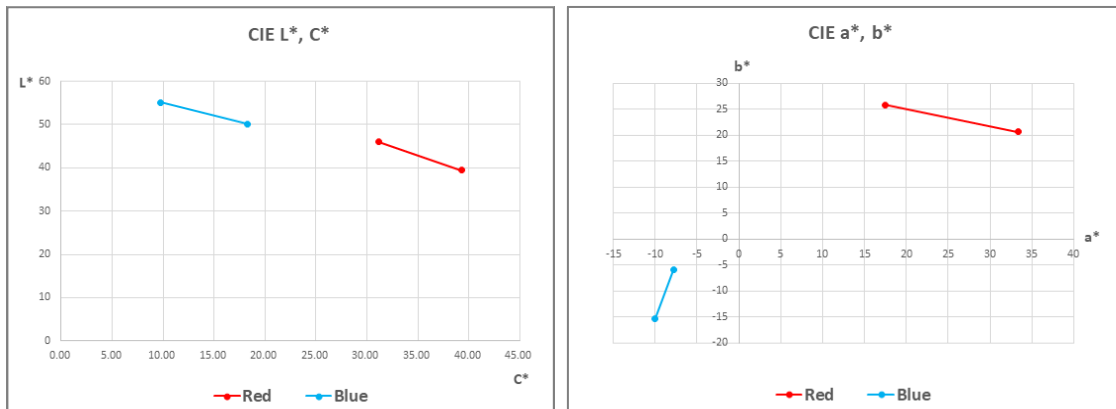 CIE L*, C*
L*
60
50
40
30
20
10
0
0.00 5.00 10.00 15.00 20.00 25.00 30.00 35.00 40.00 45.00
C*
Red Blue
CIE a*, b*
b*
30
25
20
15
10
5
0
a*
-15 -10 -5 0 5 10 15 20 25 30 35 40
-5
-10
-15
-20
Red Blue